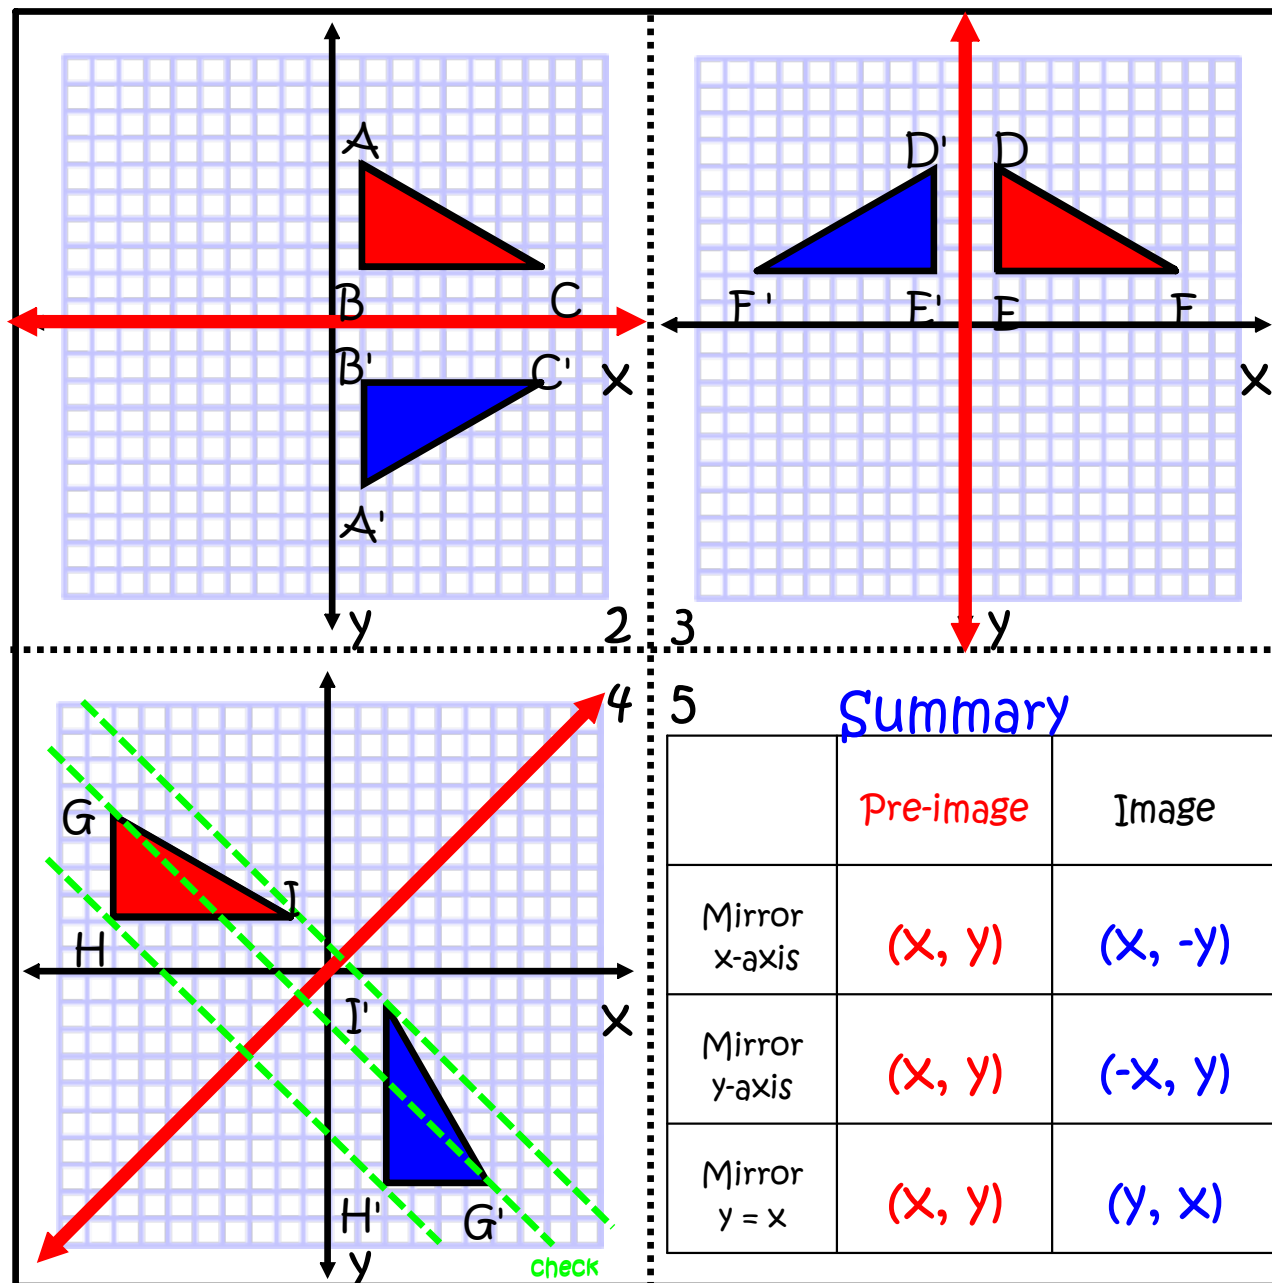 A
B
C
B'
C'
x
A'
y
2
D'
D
F'
E'
E
F
x
3
y
4
G
I
H
I'
x
H'
G'
y
check
5
Summary
Pre-image
Image
Mirror
x-axis
(x, y)
(x, -y)
Mirror
y-axis
(x, y)
(-x, y)
Mirror
y = x
(x, y)
(y, x)